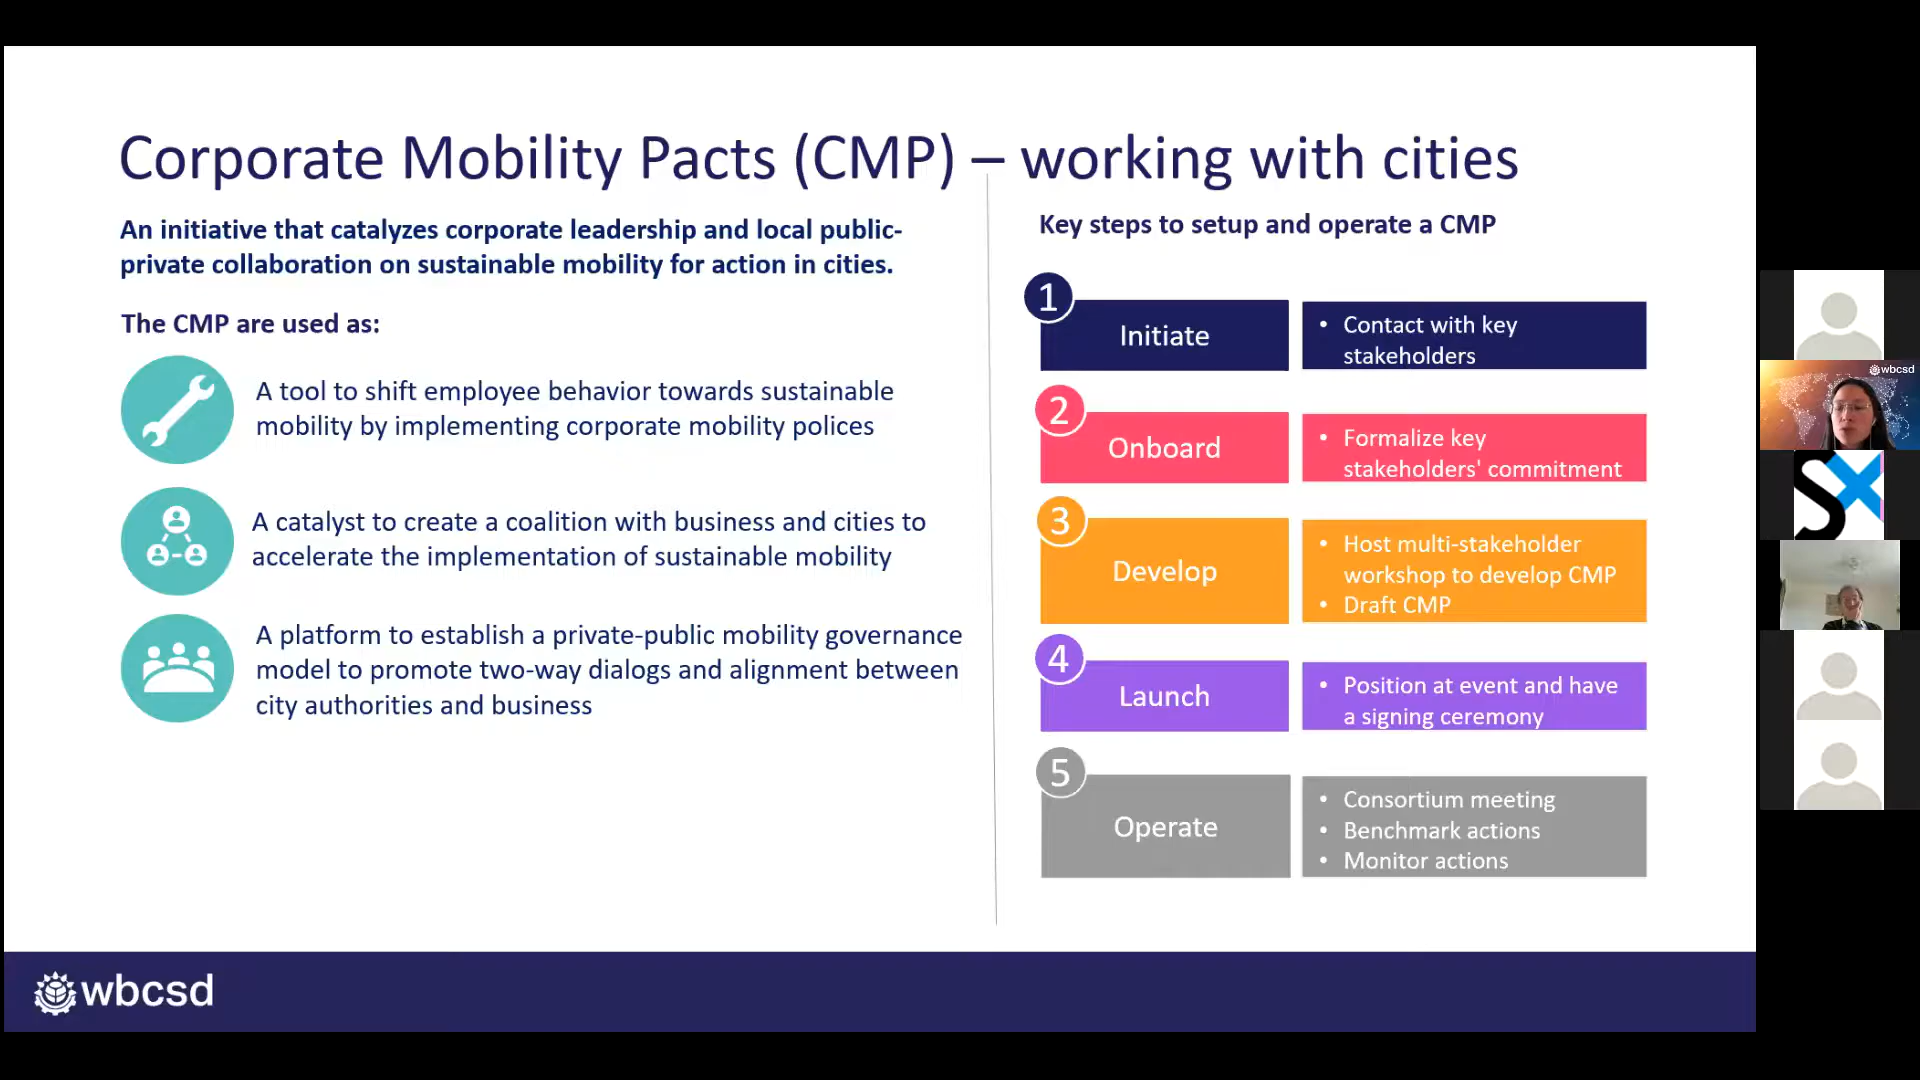 Corporate Mobility Pacts (CMP) – working with cities
An initiative that catalyzes corporate leadership and local public-
private collaboration on sustainable mobility for action in cities.
The CMP are used as:
A tool to shift employee behavior towards sustainable
mobility by implementing corporate mobility polices
A catalyst to create a coalition with business and cities to
accelerate the implementation of sustainable mobility
A platform to establish a private-public mobility governance
model to promote two-way dialogs and alignment between
city authorities and business
Key steps to setup and operate a CMP
1
Initiate
• Contact with key
stakeholders
2
Onboard
• Formalize key
stakeholders' commitment
3
Develop
• Host multi-stakeholder
workshop to develop CMP
• Draft CMP
4
Launch
• Position at event and have
a signing ceremony
5
Operate
• Consortium meeting
• Benchmark actions
• Monitor actions
wbcsd
wbcsd
SX